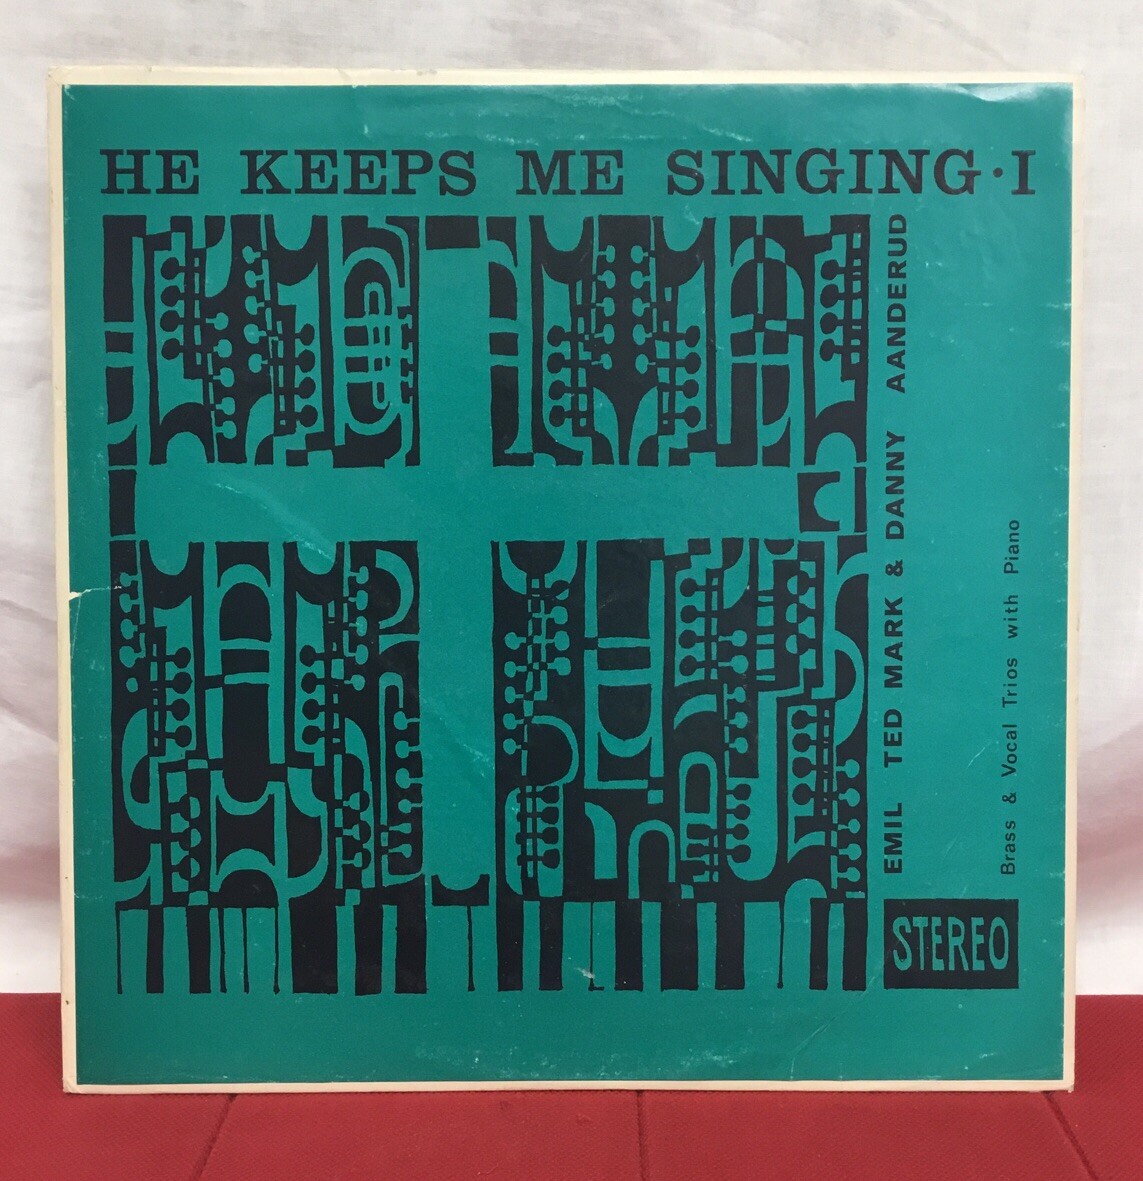 HE KEEPS ME SINGING·I
EMIL TED MARK & DANNY AANDERUD
Brass & Vocal Trios with Piano
STEREO